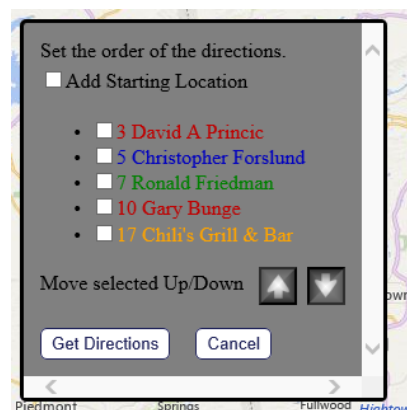 Set the order of the directions.
Add Starting Location
3 David A Princic
5 Christopher Forslund
7 Ronald Friedman
10 Gary Bunge
17 Chili's Grill & Bar
Move selected Up/Down
Get Directions
Cancel
Piedmont
Springs
Fullwood